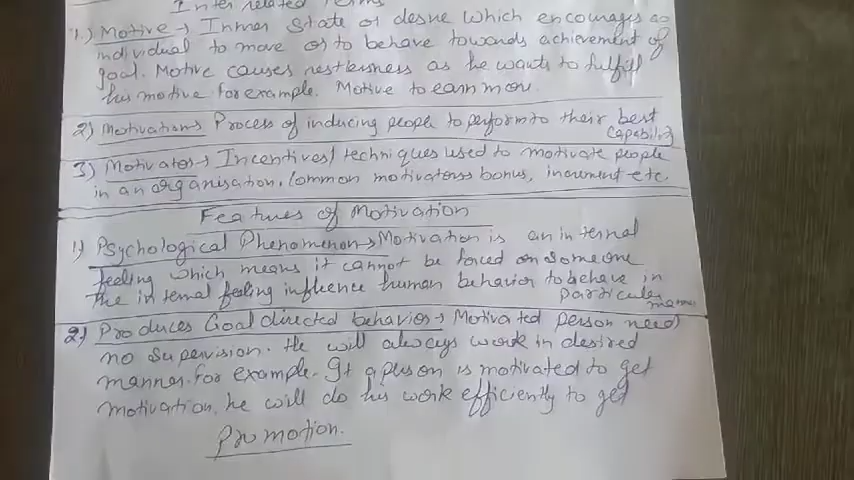 Inter related Terms
1.) Motive → Inner State or desire which encourages an
individual to move or to behave towards achievement of
goal. Motive causes restlessness as he wants to fulfill
his motive for example. Motive to earn more.
2) Motivation → Process of inducing people to perform to their best
capability
3) Motivator → Incentives/techniques used to motivate people
in an organisation. Common motivators bonus, increment etc.
Features of Motivation
1) Psychological Phenomenon → Motivation is an internal
feeling which means it cannot be forced on someone
the internal feeling influence human behavior to behave in
particular manner
2.) Produces Goal directed behavior → Motivated person need
no supervision. He will always work in desired
manner. for example. If a person is motivated to get
motivation, he will do his work efficiently to get
promotion.